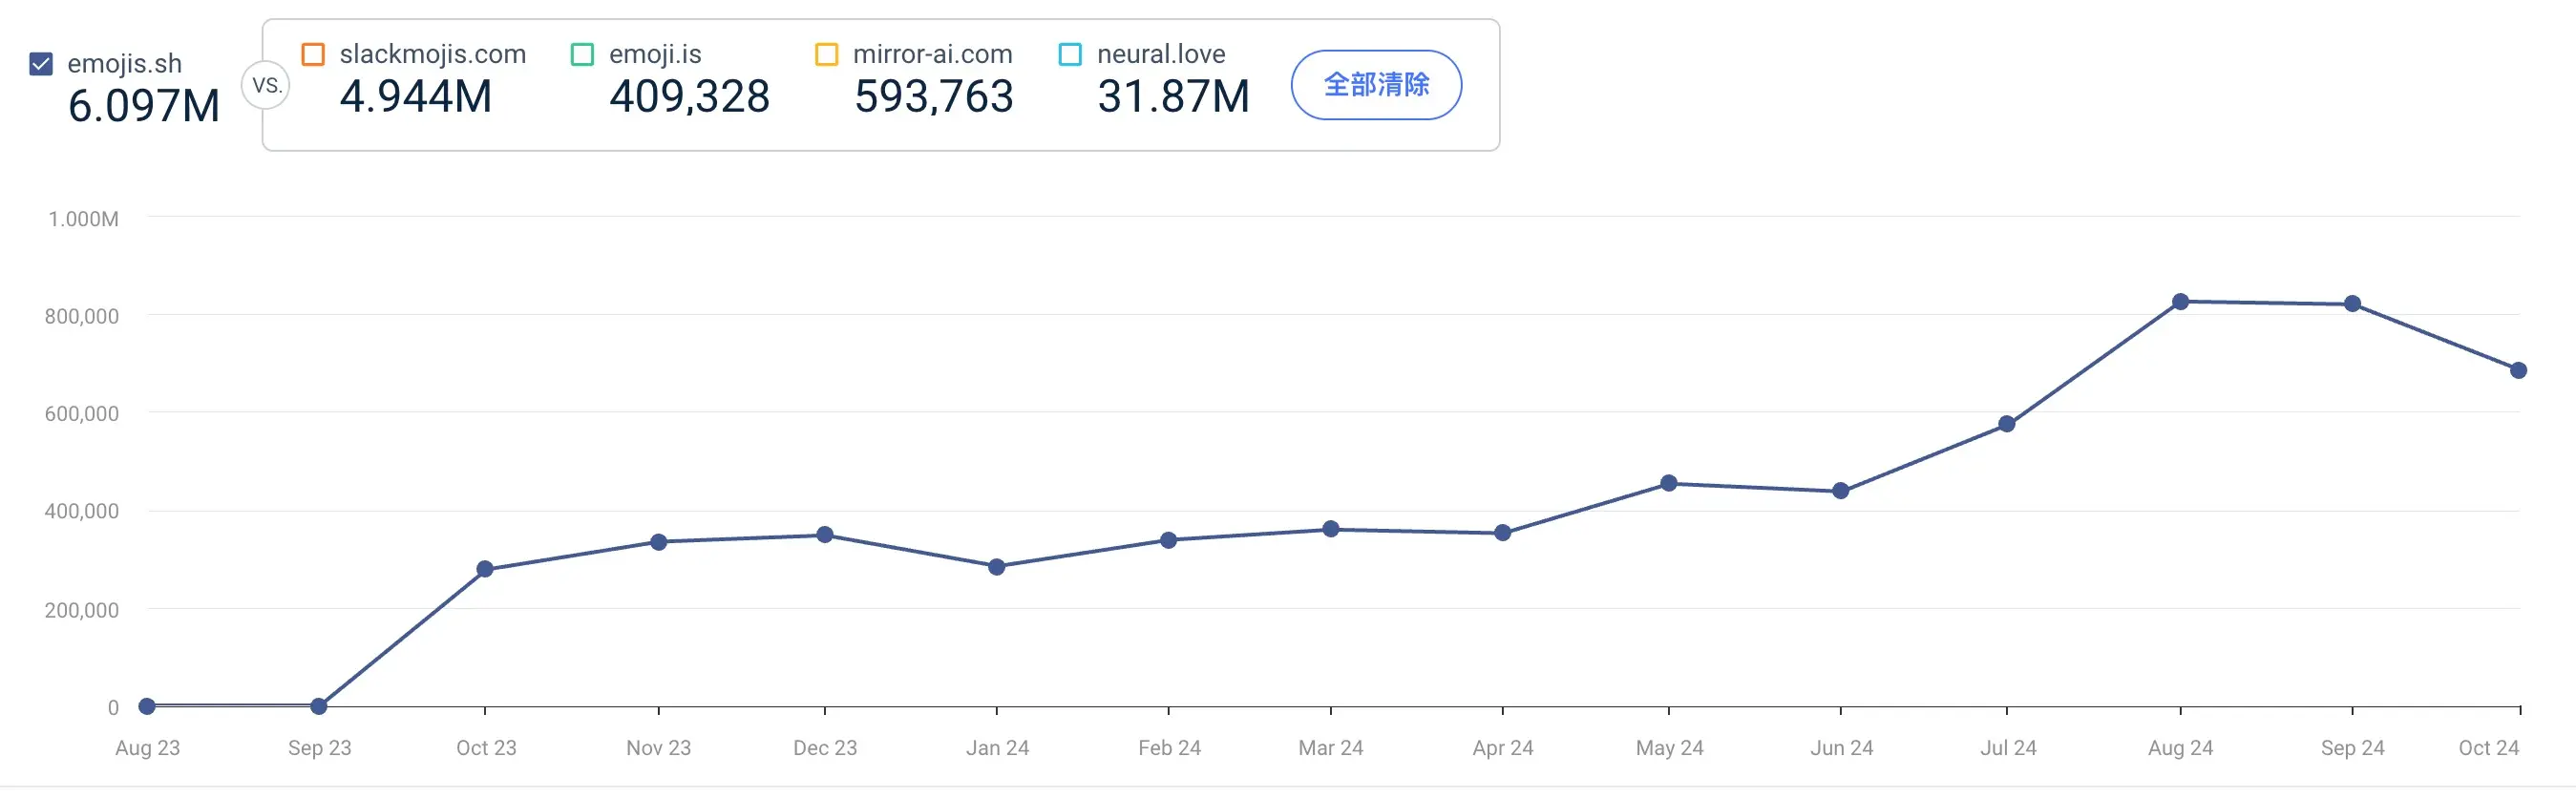 emojis.sh
6.097M
VS.
slackmojis.com
4.944M
emoji.is
409,328
mirror-ai.com
593,763
neural.love
31.87M
全部清除
1.000M
800,000
600,000
400,000
200,000
0
Aug 23 Sep 23 Oct 23 Nov 23 Dec 23 Jan 24 Feb 24 Mar 24 Apr 24 May 24 Jun 24 Jul 24 Aug 24 Sep 24 Oct 24